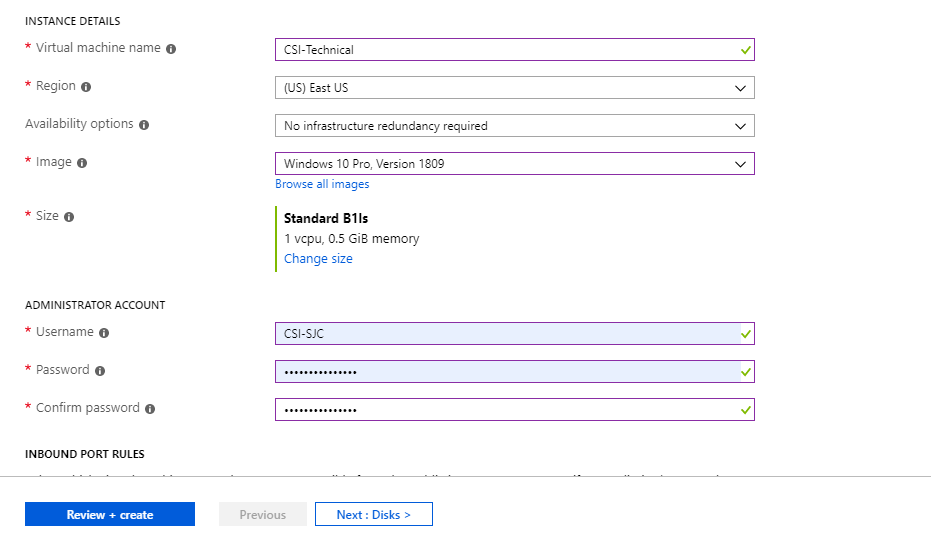 INSTANCE DETAILS
* Virtual machine name
CSI-Technical
* Region
(US) East US
Availability options
No infrastructure redundancy required
* Image
Windows 10 Pro, Version 1809
Browse all images
* Size
Standard B1ls
1 vcpu, 0.5 GiB memory
Change size
ADMINISTRATOR ACCOUNT
* Username
CSI-SJC
* Password
•••••••••••••••
* Confirm password
•••••••••••••••
INBOUND PORT RULES
Review + create
Previous
Next : Disks >